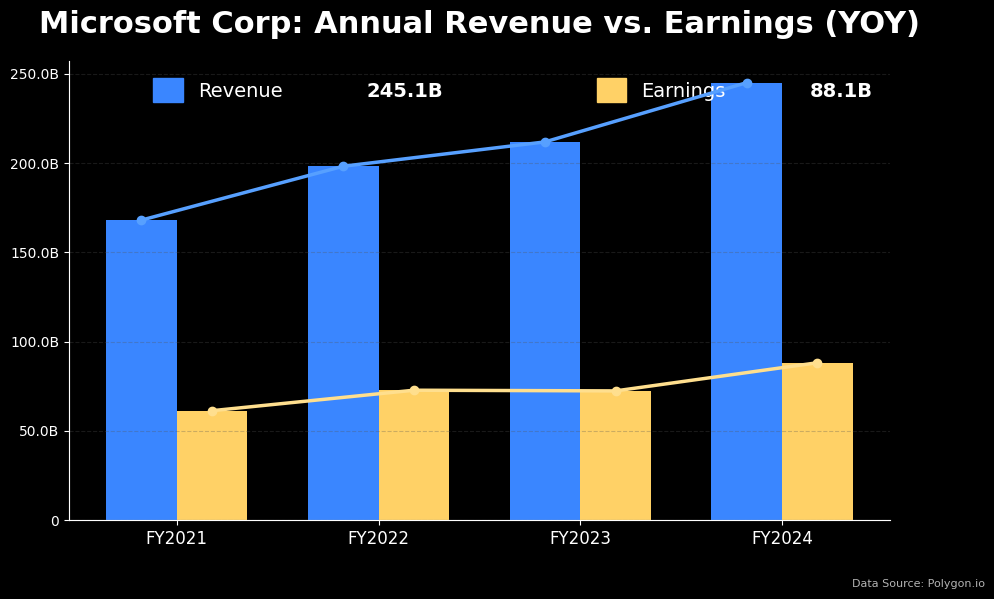 Microsoft Corp: Annual Revenue vs. Earnings (YOY)
250.0B
Revenue 245.1B Earnings 88.1B
200.0B
150.0B
100.0B
50.0B
0
FY2021 FY2022 FY2023 FY2024
Data Source: Polygon.io